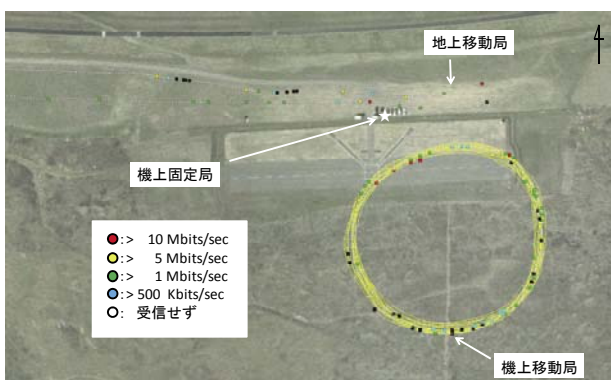 地上移動局
4
機上固定局
:> 10 Mbits/sec
:> 5 Mbits/sec
:> 1 Mbits/sec
:> 500 Kbits/sec
: 受信せず
機上移動局